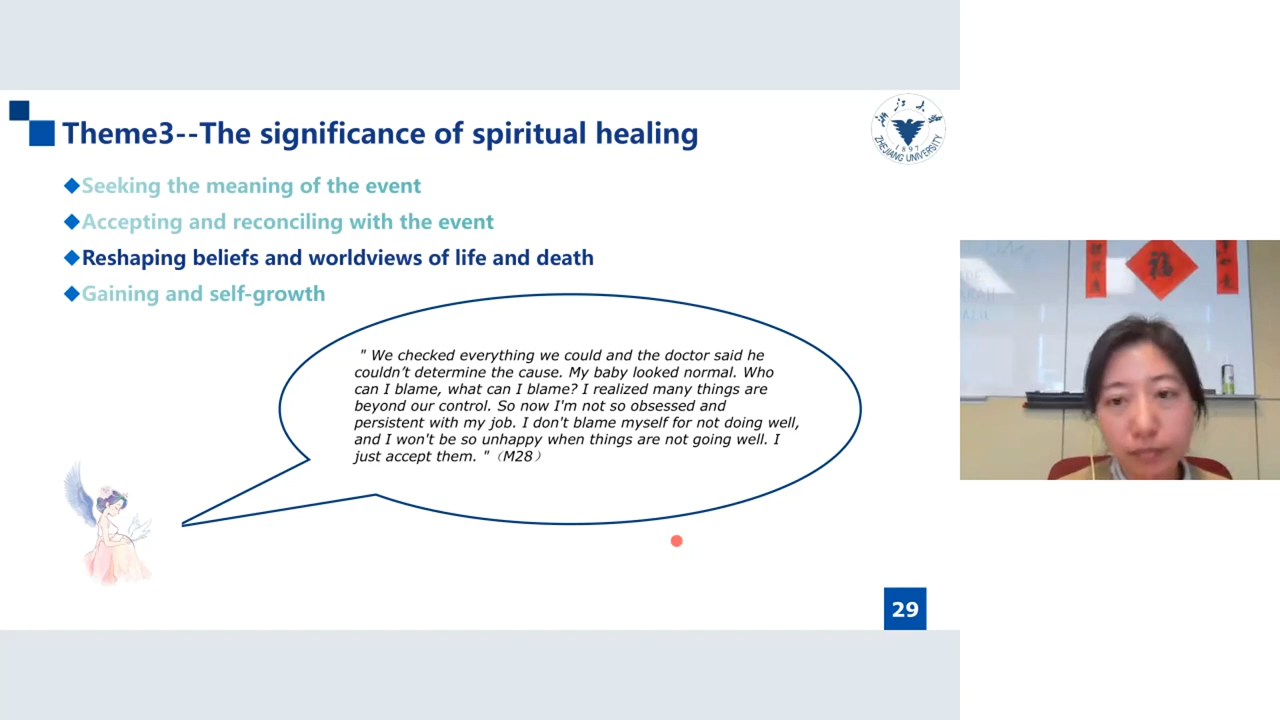 Theme3--The significance of spiritual healing
◆Seeking the meaning of the event
◆Accepting and reconciling with the event
◆Reshaping beliefs and worldviews of life and death
◆Gaining and self-growth
" We checked everything we could and the doctor said he
couldn’t determine the cause. My baby looked normal. Who
can I blame, what can I blame? I realized many things are
beyond our control. So now I'm not so obsessed and
persistent with my job. I don't blame myself for not doing well,
and I won't be so unhappy when things are not going well. I
just accept them. "（M28）
29
1897
ZHEJIANG UNIVERSITY
福